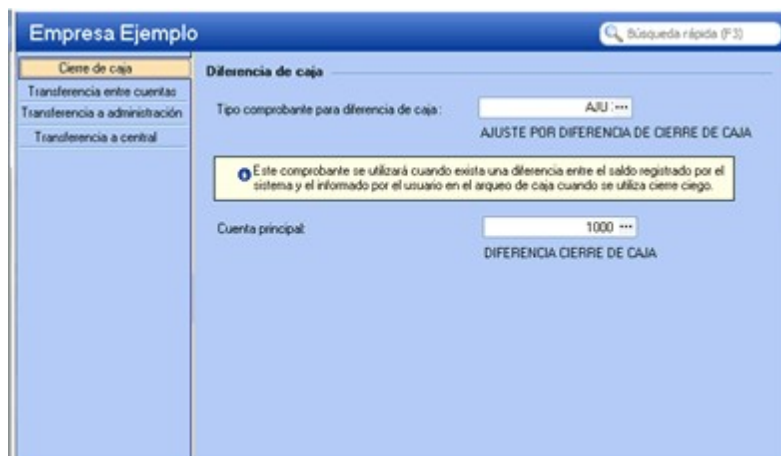 Empresa Ejemplo
Búsqueda rápida (F3)
Cierre de caja
Transferencia entre cuentas
Transferencia a administración
Transferencia a central
Diferencia de caja
Tipo comprobante para diferencia de caja:
AJU
AJUSTE POR DIFERENCIA DE CIERRE DE CAJA
Este comprobante se utilizará cuando exista una diferencia entre el saldo registrado por el
sistema y el informado por el usuario en el arqueo de caja cuando se utiliza cierre ciego.
Cuenta principal:
1000
DIFERENCIA CIERRE DE CAJA